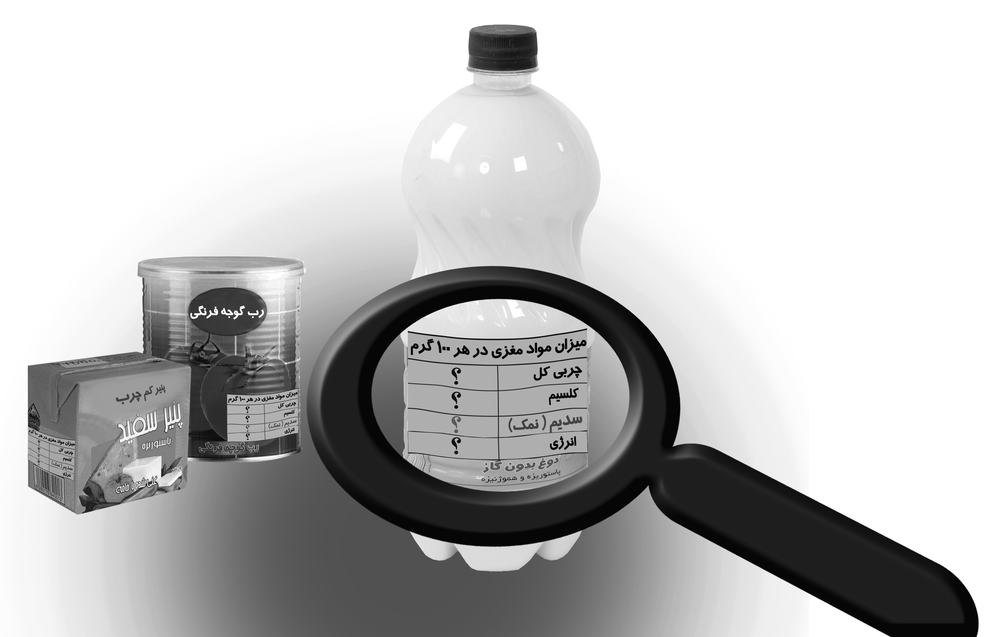 رب گوجه فرنگی
میزان مواد مغزی در هر ۱۰۰ گرم
چربی کل ؟
کلسیم ؟
سدیم ( نمک) ؟
انرژی ؟
رب گوجه فرنگی
پنیر کم چرب
پنیر سفید
پاستوریزه
غنی شده با خامه
میزان مواد مغزی در هر ۱۰۰ گرم
چربی کل ؟
کلسیم ؟
سدیم (نمک) ؟
انرژی ؟
میزان مواد مغزی در هر ۱۰۰ گرم
چربی کل ؟
کلسیم ؟
سدیم ( نمک) ؟
انرژی ؟
دوغ بدون گاز
پاستوریزه و هموژنیزه